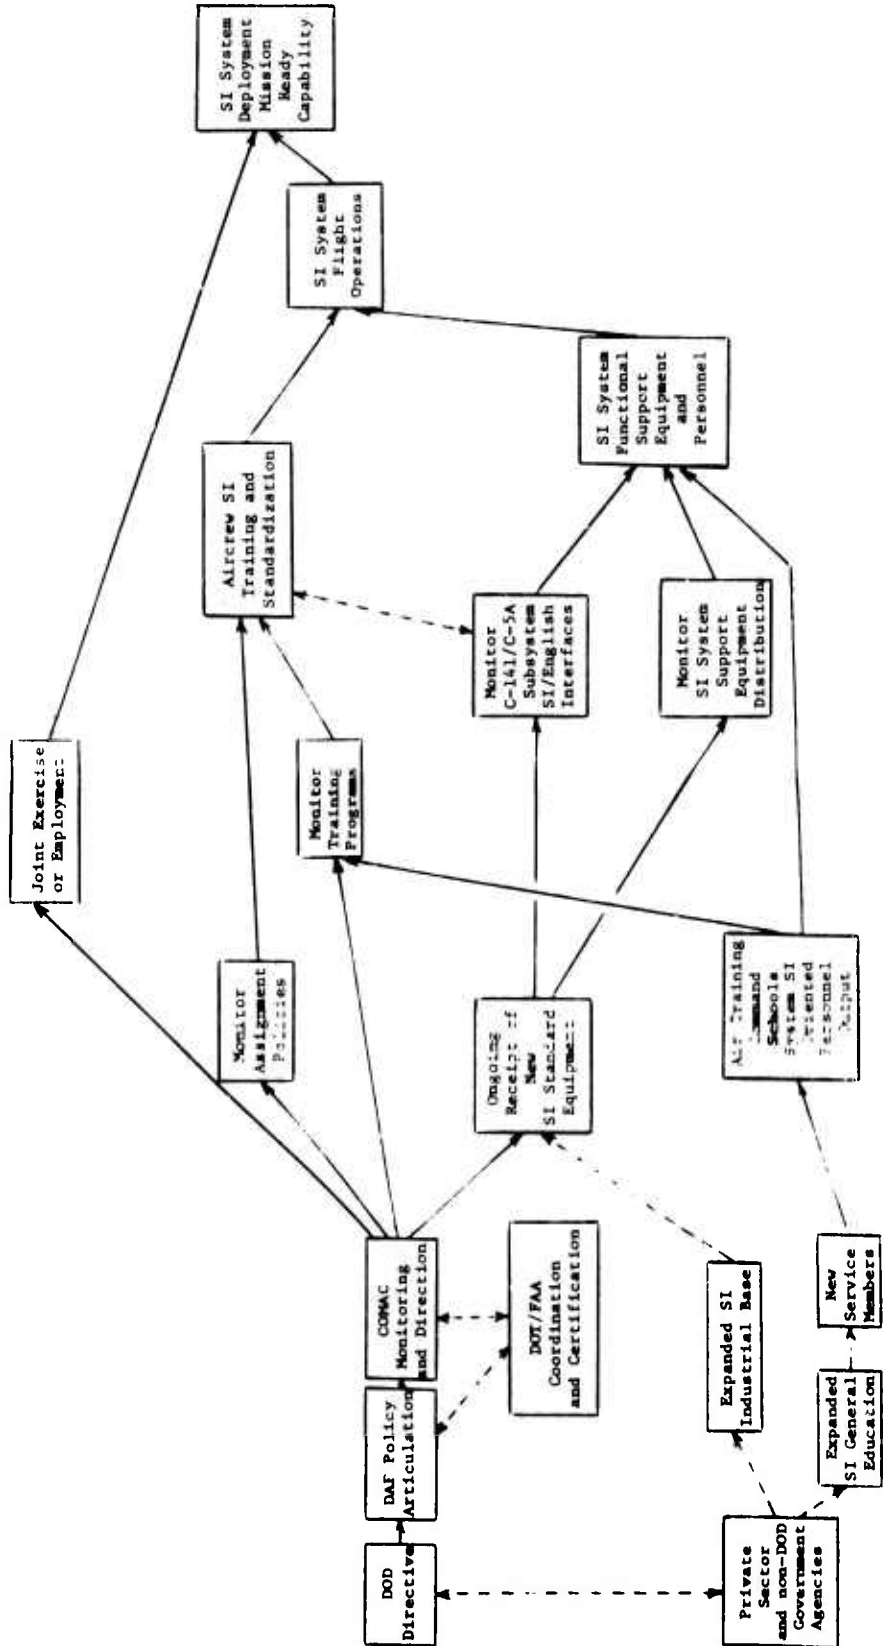 DOD
Directive
DAF Policy
Articulation
COMAC
Monitoring
and Direction
DOT/FAA
Coordination
and Certification
Private
Sector
and non-DOD
Government
Agencies
Expanded SI
Industrial Base
Expanded
SI General
Education
New
Service
Members
Joint Exercise
or Employment
Monitor
Assignment
Policies
Monitor
Training
Programs
Ongoing
Receipt of
New
SI Standard
Equipment
Air Training
Command
Schools
System SI
Oriented
Personnel
Output
Aircrew SI
Training and
Standardization
Monitor
C-141/C-5A
Subsystem
SI/English
Interfaces
Monitor
SI System
Support
Equipment
Distribution
SI System
Functional
Support
Equipment
and
Personnel
SI System
Flight
Operations
SI System
Deployment
Mission
Ready
Capability